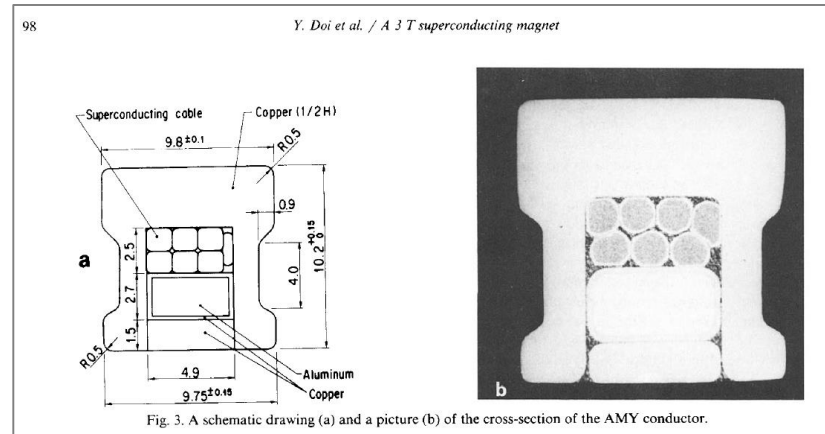 98
Y. Doi et al. / A 3 T superconducting magnet
Superconducting cable
Copper (1/2H)
9.8±0.1
R0.5
0.9
a
2.5
2.7
1.5
4.0
10.2 +0.15 0
R0.5
4.9
9.75±0.15
Aluminum
Copper
b
Fig. 3. A schematic drawing (a) and a picture (b) of the cross-section of the AMY conductor.